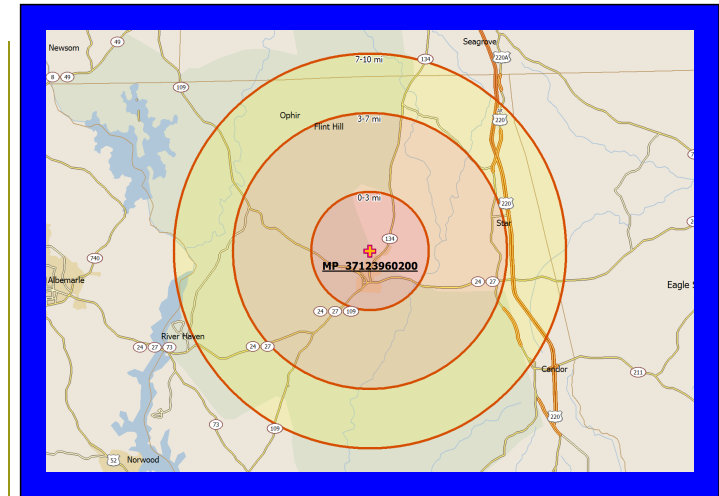 Seagrove
49
Newsom
7-10 mi
134
220A
8 49
109
Ophir
3-7 mi
220
Flint Hill
0-3 mi
220
Star
134
740
MP 37123960200
Albemarle
24 27
Eagle S
24 27 109
River Haven
24 27 73
24 27
Candor
211
220
73
109
52
Norwood